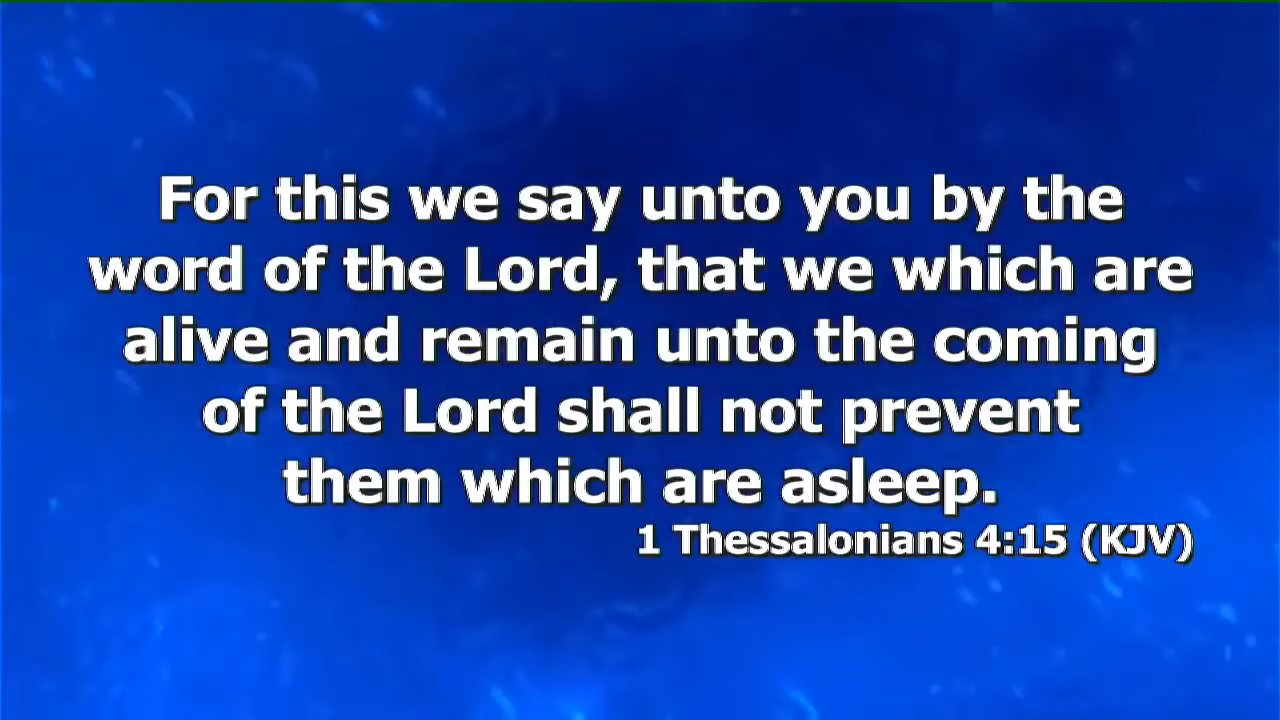 For this we say unto you by the
word of the Lord, that we which are
alive and remain unto the coming
of the Lord shall not prevent
them which are asleep.
1 Thessalonians 4:15 (KJV)